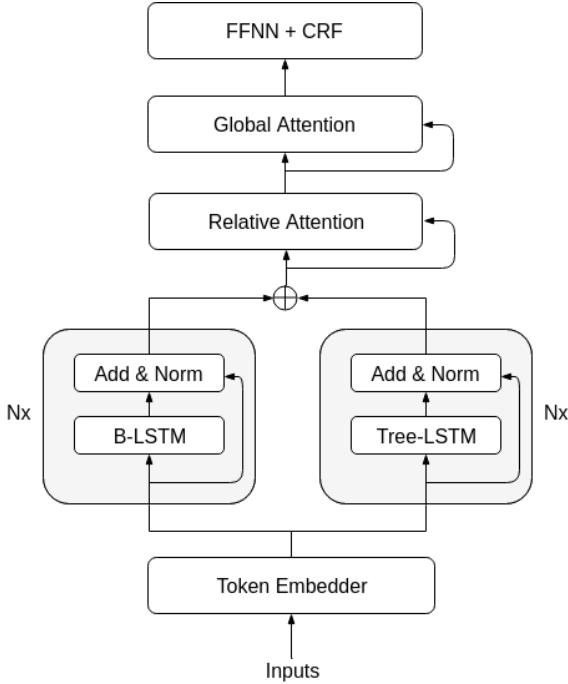 FFNN + CRF
Global Attention
Relative Attention
Add & Norm
Add & Norm
Nx
Nx
B-LSTM
Tree-LSTM
Token Embedder
Inputs